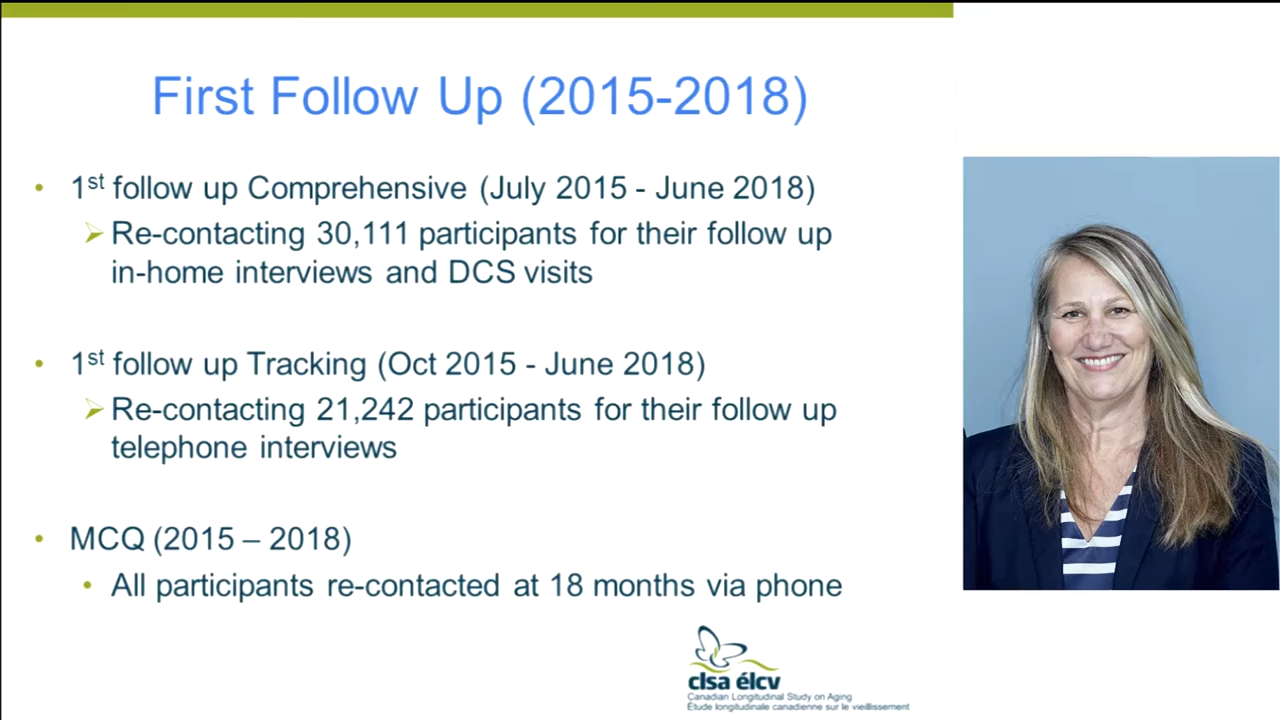 First Follow Up (2015-2018)
• 1st follow up Comprehensive (July 2015 - June 2018)
➢ Re-contacting 30,111 participants for their follow up
in-home interviews and DCS visits
• 1st follow up Tracking (Oct 2015 - June 2018)
➢ Re-contacting 21,242 participants for their follow up
telephone interviews
• MCQ (2015 – 2018)
• All participants re-contacted at 18 months via phone
clsa élcv
Canadian Longitudinal Study on Aging
Étude longitudinale canadienne sur le vieillissement